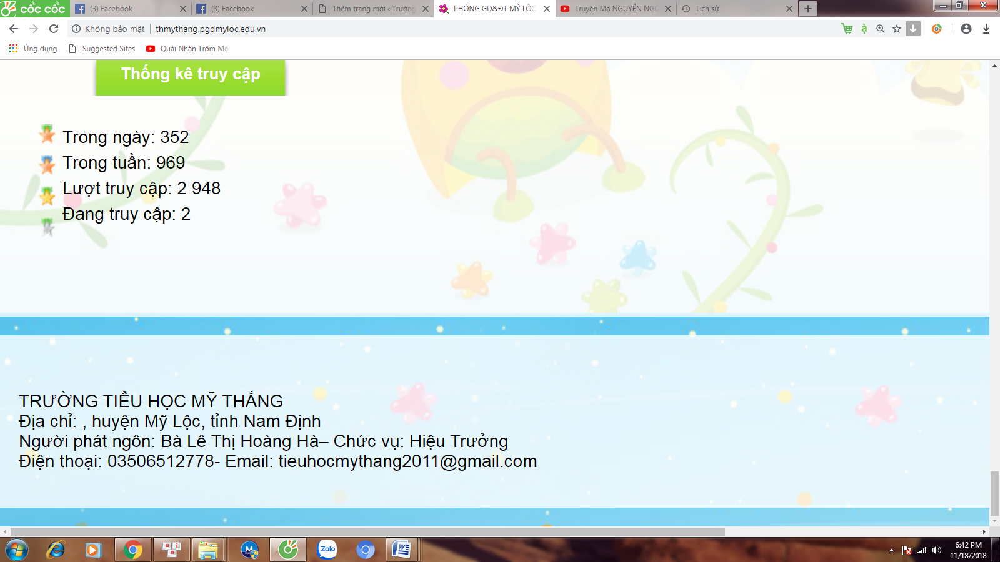 cốc cốc
(3) Facebook
(3) Facebook
Thêm trang mới ‹ Trường
PHÒNG GD&ĐT MỸ LỘC
Truyện Ma NGUYỄN NGỌ
Lịch sử
Không bảo mật
thmythang.pgdmyloc.edu.vn
Ứng dụng
Suggested Sites
Quái Nhân Trộm Mộ
Thống kê truy cập
Trong ngày: 352
Trong tuần: 969
Lượt truy cập: 2 948
Đang truy cập: 2
TRƯỜNG TIỂU HỌC MỸ THẮNG
Địa chỉ: , huyện Mỹ Lộc, tỉnh Nam Định
Người phát ngôn: Bà Lê Thị Hoàng Hà– Chức vụ: Hiệu Trưởng
Điện thoại: 03506512778- Email: tieuhocmythang2011@gmail.com
Zalo
6:42 PM
11/18/2018